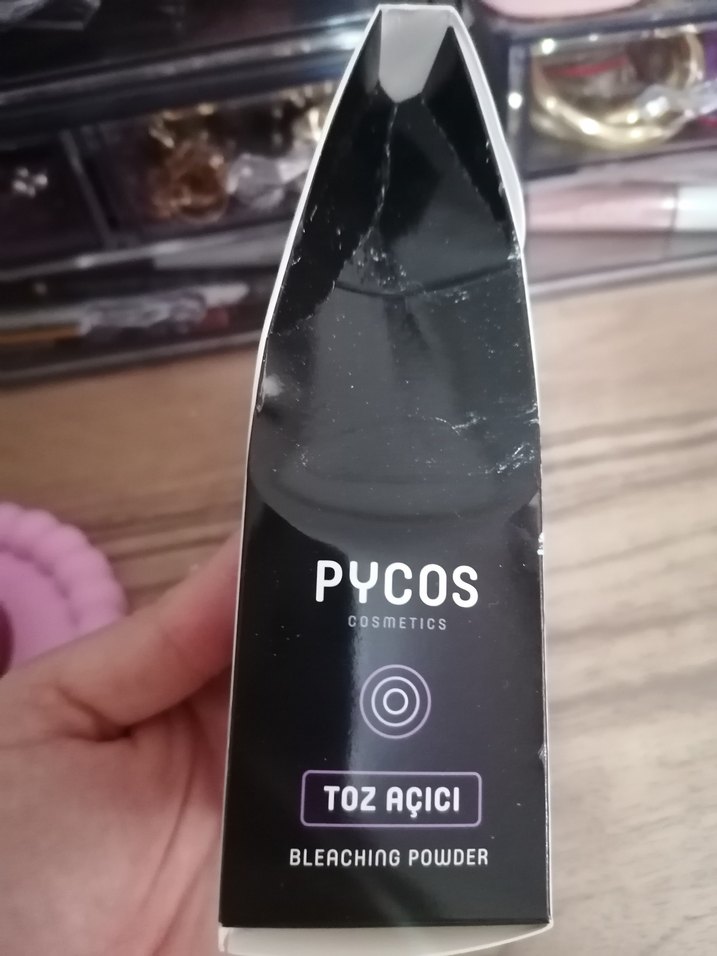 PYCOS
COSMETICS
TOZ AÇICI
BLEACHING POWDER